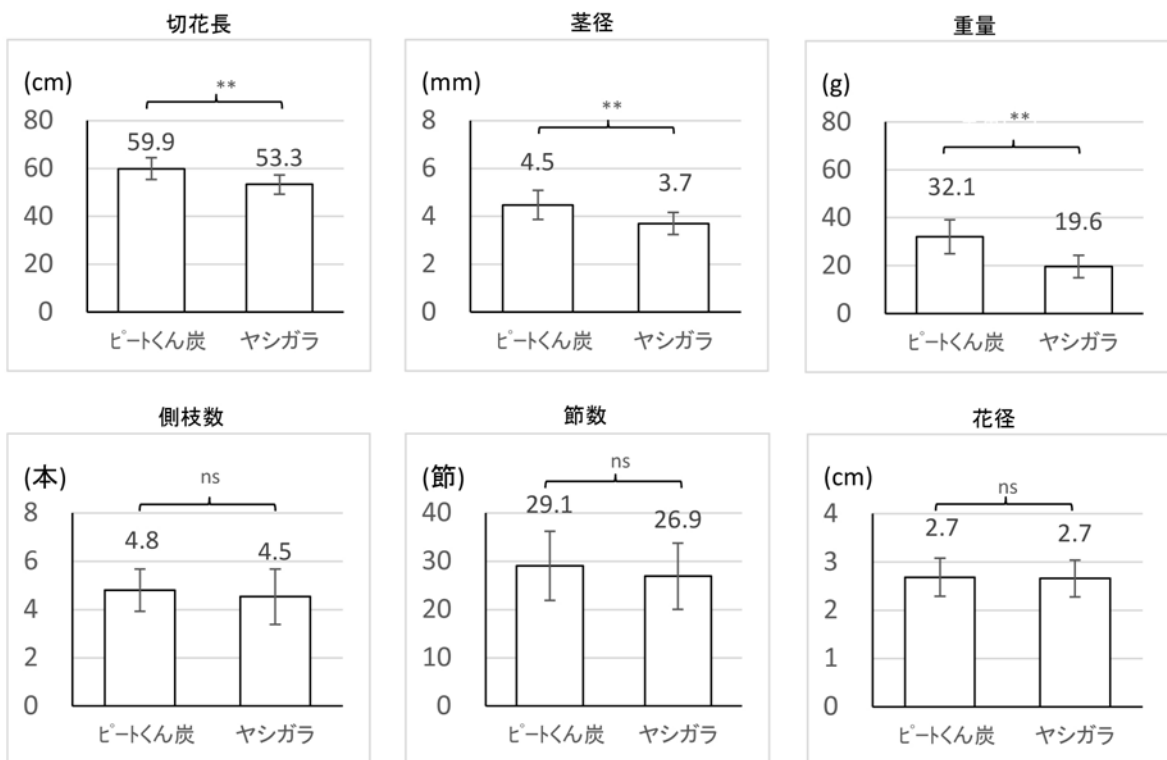 切花長
(cm)
**
80
60
40
20
0
59.9
53.3
ピートくん炭
ヤシガラ
茎径
(mm)
**
8
6
4
2
0
4.5
3.7
ピートくん炭
ヤシガラ
重量
(g)
**
80
60
40
20
0
32.1
19.6
ピートくん炭
ヤシガラ
側枝数
(本)
ns
8
6
4
2
0
4.8
4.5
ピートくん炭
ヤシガラ
節数
(節)
ns
40
30
20
10
0
29.1
26.9
ピートくん炭
ヤシガラ
花径
(cm)
ns
4
3
2
1
0
2.7
2.7
ピートくん炭
ヤシガラ